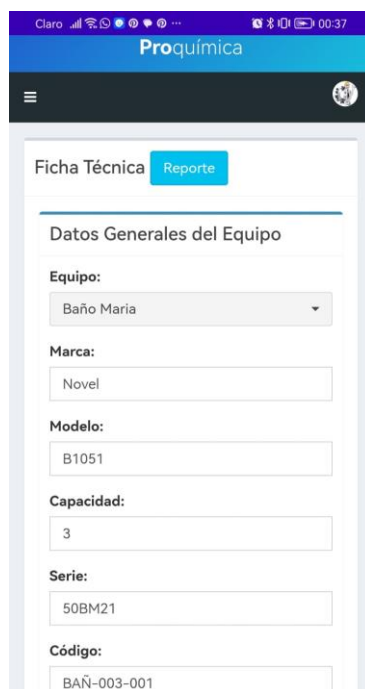 Claro 00:37
Proquímica
Ficha Técnica Reporte
Datos Generales del Equipo
Equipo:
Baño Maria
Marca:
Novel
Modelo:
B1051
Capacidad:
3
Serie:
50BM21
Código:
BAÑ-003-001